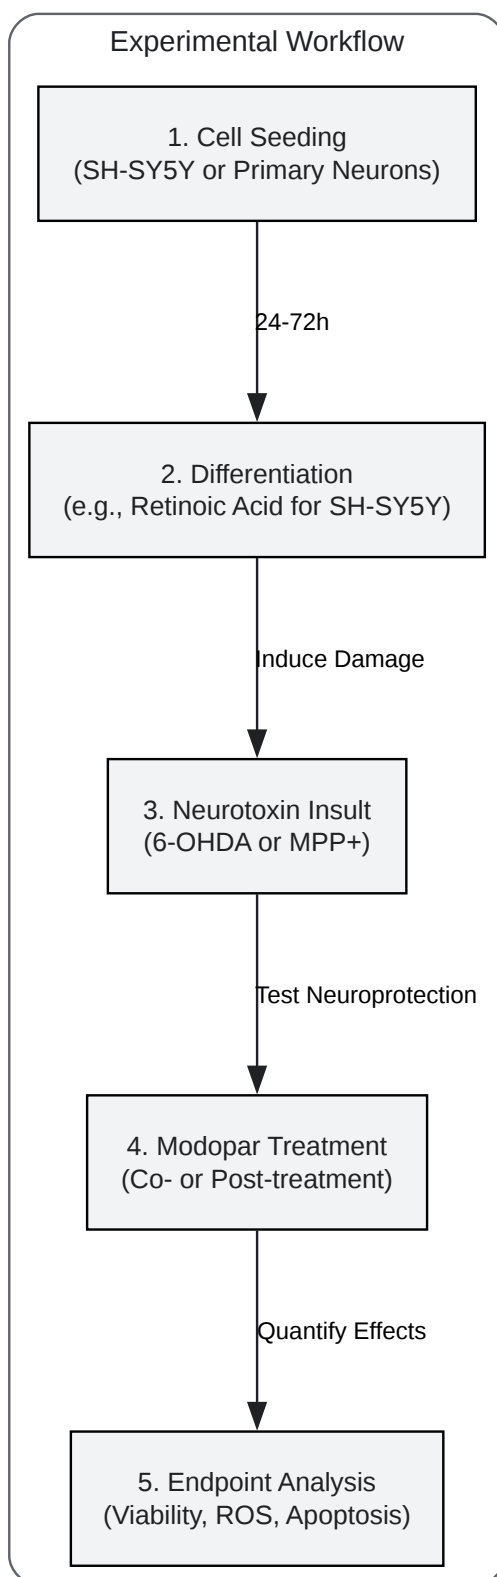 Experimental Workflow
1. Cell Seeding
(SH-SY5Y or Primary Neurons)
24-72h
2. Differentiation
(e.g., Retinoic Acid for SH-SY5Y)
Induce Damage
3. Neurotoxin Insult
(6-OHDA or MPP+)
Test Neuroprotection
4. Modopar Treatment
(Co- or Post-treatment)
Quantify Effects
5. Endpoint Analysis
(Viability, ROS, Apoptosis)